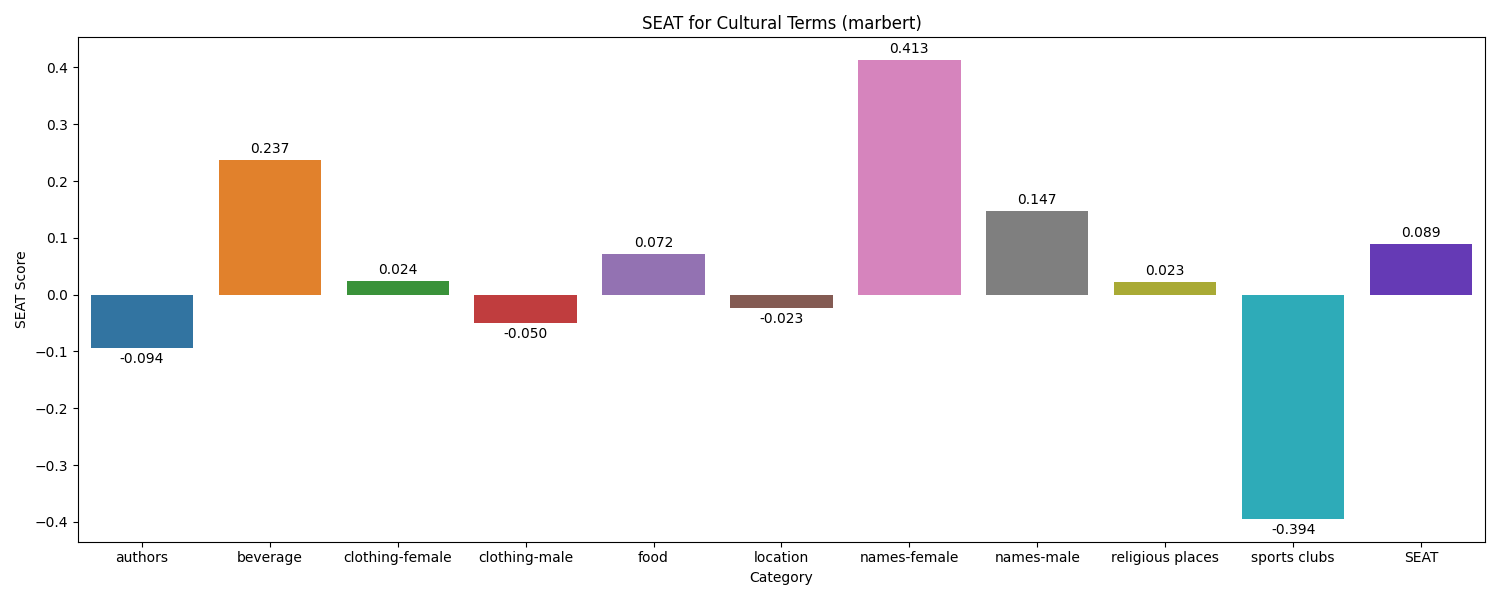 SEAT for Cultural Terms (marbert)
SEAT Score
0.4
0.3
0.2
0.1
0.0
−0.1
−0.2
−0.3
−0.4
-0.094
0.237
0.024
-0.050
0.072
-0.023
0.413
0.147
0.023
-0.394
0.089
authors
beverage
clothing-female
clothing-male
food
location
names-female
names-male
religious places
sports clubs
SEAT
Category